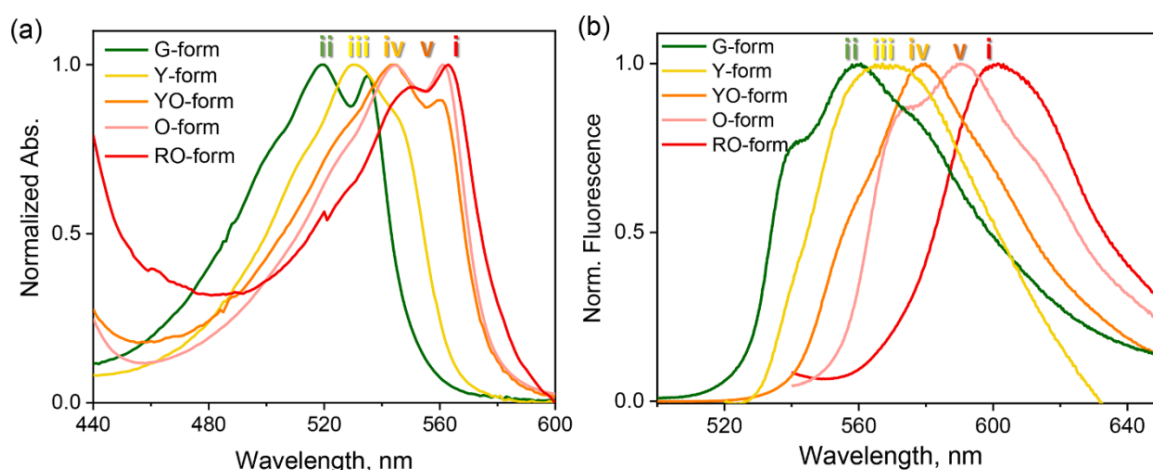 (a)
ii iii iv v i
G-form
Y-form
YO-form
O-form
RO-form
1.0
0.5
0.0
Normalized Abs.
440 480 520 560 600
Wavelength, nm
(b)
ii iii iv v i
G-form
Y-form
YO-form
O-form
RO-form
1.0
0.5
0.0
Norm. Fluorescence
520 560 600 640
Wavelength, nm